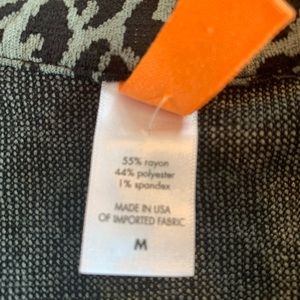 55% rayon
44% polyester
1% spandex
MADE IN USA
OF IMPORTED FABRIC
M